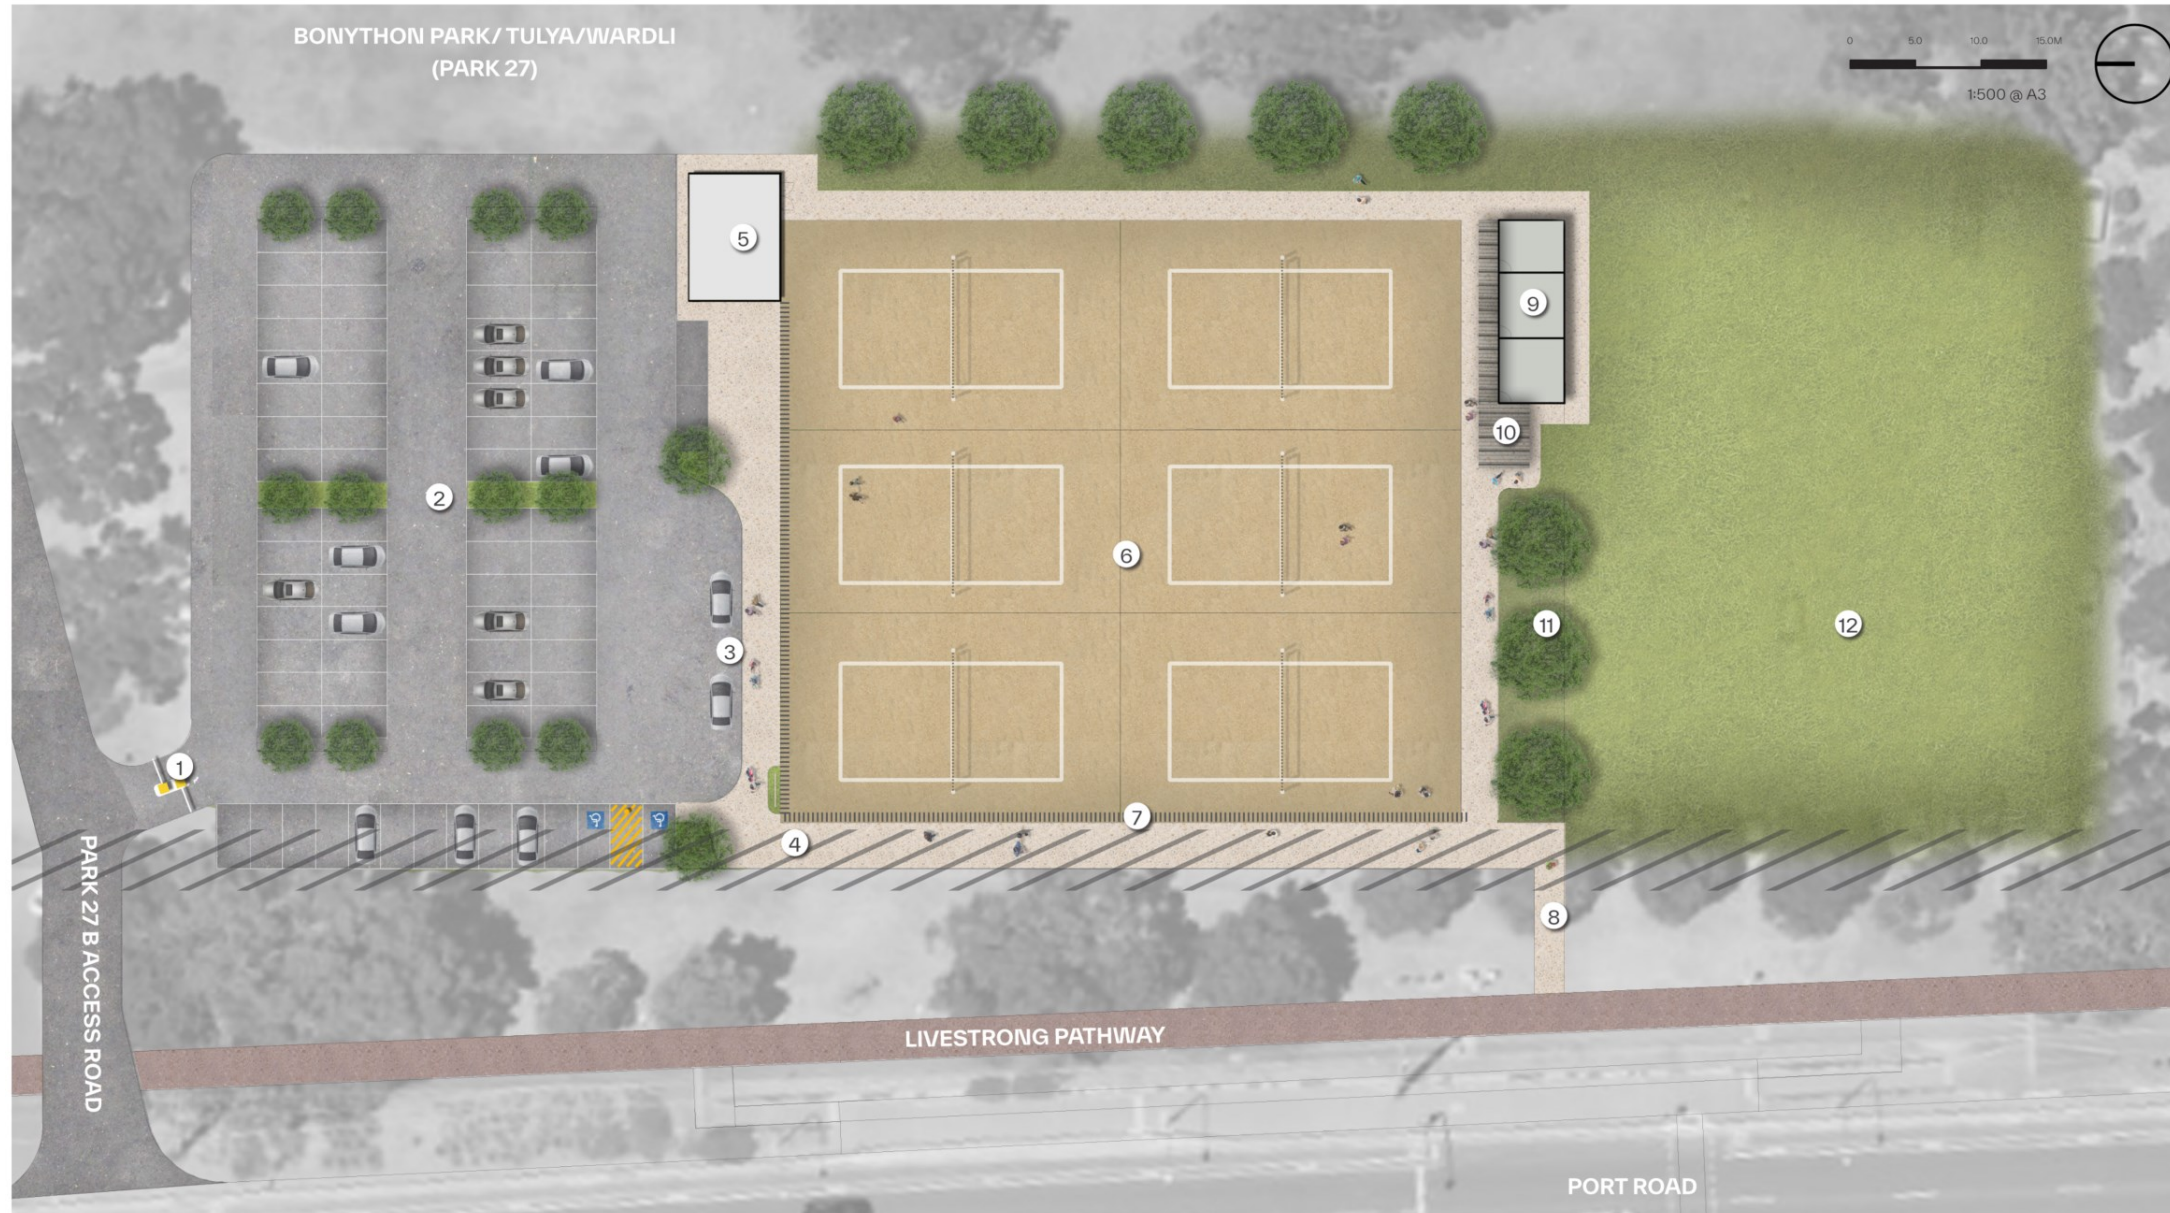 BONYTHON PARK/ TULYA/WARDLI
(PARK 27)
0 5.0 10.0 15.0M
1:500 @ A3
5
9
10
2
6
3
11
12
1
7
4
8
PARK 27 B ACCESS ROAD
LIVESTRONG PATHWAY
PORT ROAD